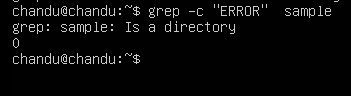 chandu@chandu:~$ grep -c "ERROR"  sample
grep: sample: Is a directory
0
chandu@chandu:~$